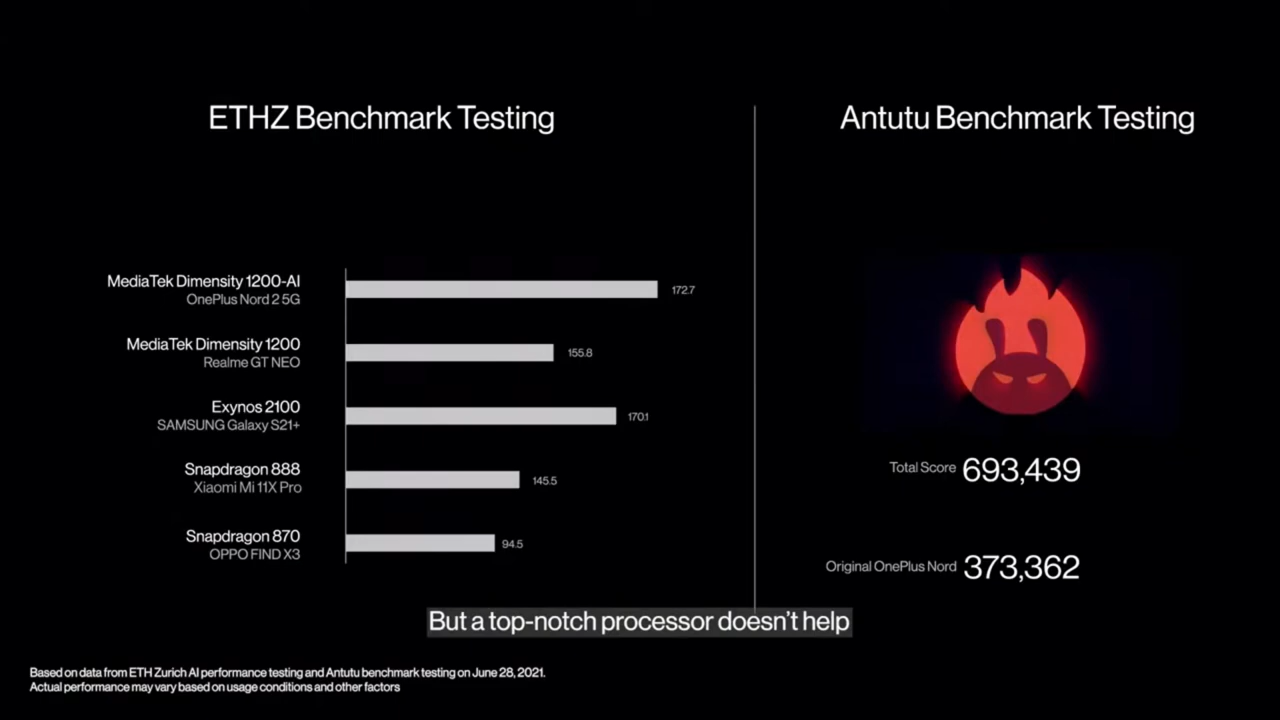 ETHZ Benchmark Testing
MediaTek Dimensity 1200-AI
OnePlus Nord 2 5G
172.7
MediaTek Dimensity 1200
Realme GT NEO
155.8
Exynos 2100
SAMSUNG Galaxy S21+
170.1
Snapdragon 888
Xiaomi Mi 11X Pro
145.5
Snapdragon 870
OPPO FIND X3
94.5
Antutu Benchmark Testing
Total Score 693,439
Original OnePlus Nord 373,362
But a top-notch processor doesn't help
Based on data from ETH Zurich AI performance testing and Antutu benchmark testing on June 28, 2021.
Actual performance may vary based on usage conditions and other factors